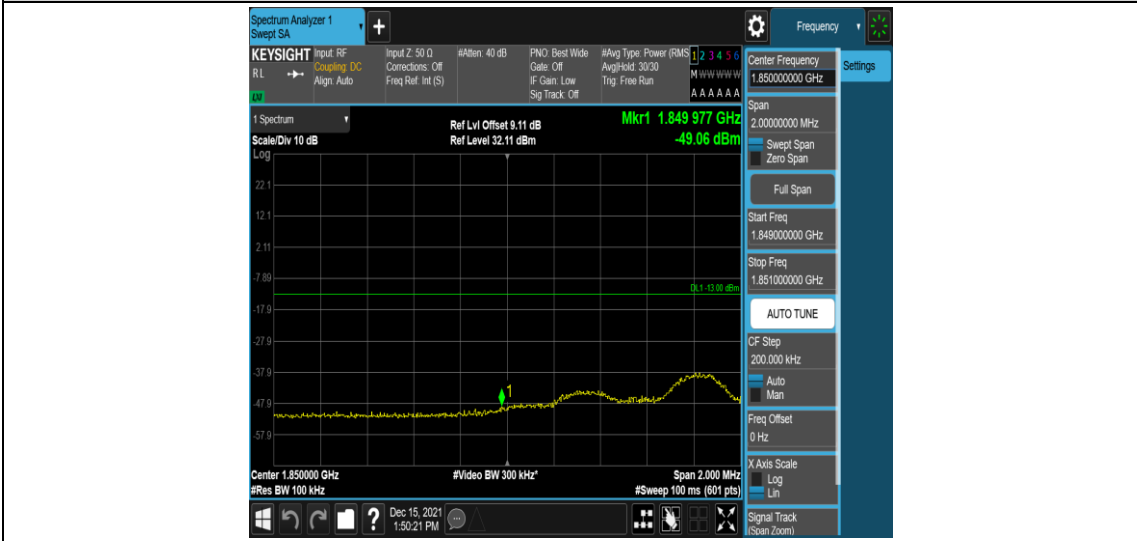 Spectrum Analyzer 1
Swept SA
+
Frequency
KEYSIGHT
RL
LM
Input: RF
Coupling: DC
Align: Auto
Input Z: 50 Ω
Corrections: Off
Freq Ref: Int (S)
#Atten: 40 dB
PNO: Best Wide
Gate: Off
IF Gain: Low
Sig Track: Off
#Avg Type: Power (RMS
Avg|Hold: 30/30
Trig: Free Run
1 2 3 4 5 6
M W W W W W
A A A A A A
1 Spectrum
Scale/Div 10 dB
Log
Ref Lvl Offset 9.11 dB
Ref Level 32.11 dBm
Mkr1 1.849 977 GHz
-49.06 dBm
22.1
12.1
2.11
-7.89
-17.9
-27.9
-37.9
-47.9
-57.9
DL1 -13.00 dBm
1
Center 1.850000 GHz
#Res BW 100 kHz
#Video BW 300 kHz*
Span 2.000 MHz
#Sweep 100 ms (601 pts)
Center Frequency
1.850000000 GHz
Settings
Span
2.00000000 MHz
Swept Span
Zero Span
Full Span
Start Freq
1.849000000 GHz
Stop Freq
1.851000000 GHz
AUTO TUNE
CF Step
200.000 kHz
Auto
Man
Freq Offset
0 Hz
X Axis Scale
Log
Lin
Signal Track
(Span Zoom)
?
Dec 15, 2021
1:50:21 PM